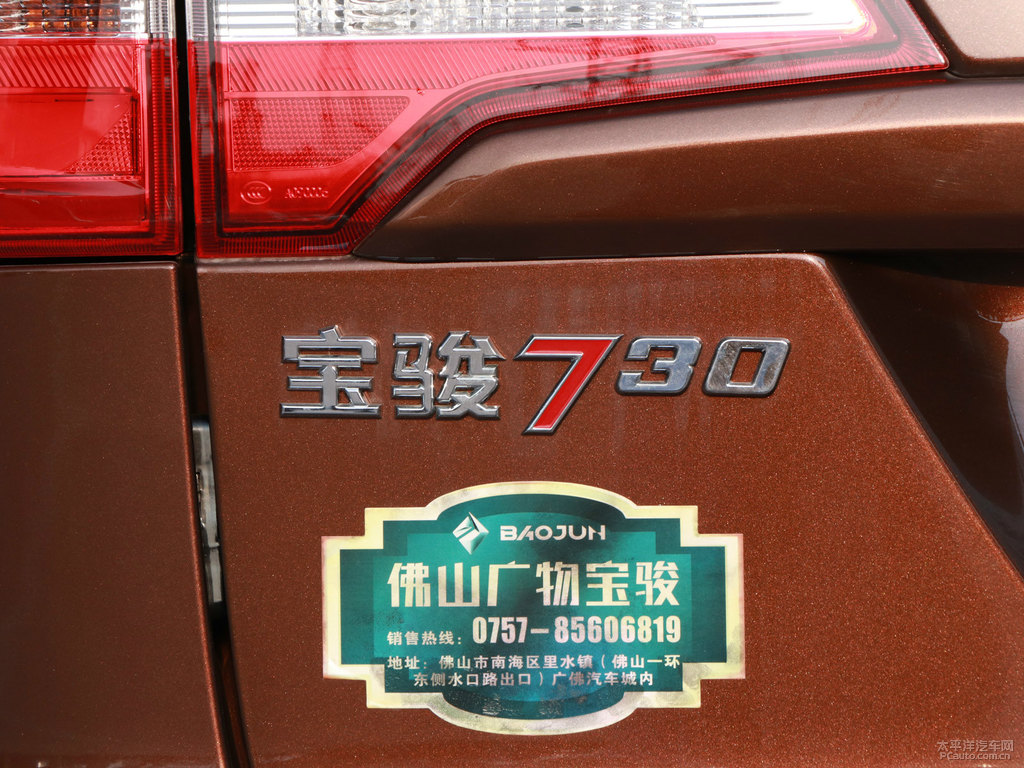 宝骏730
BAOJUN
佛山广物宝骏
销售热线：0757-85606819
地址：佛山市南海区里水镇（佛山一环
东侧水口路出口）广佛汽车城内
太平洋汽车网
PCauto.com.cn